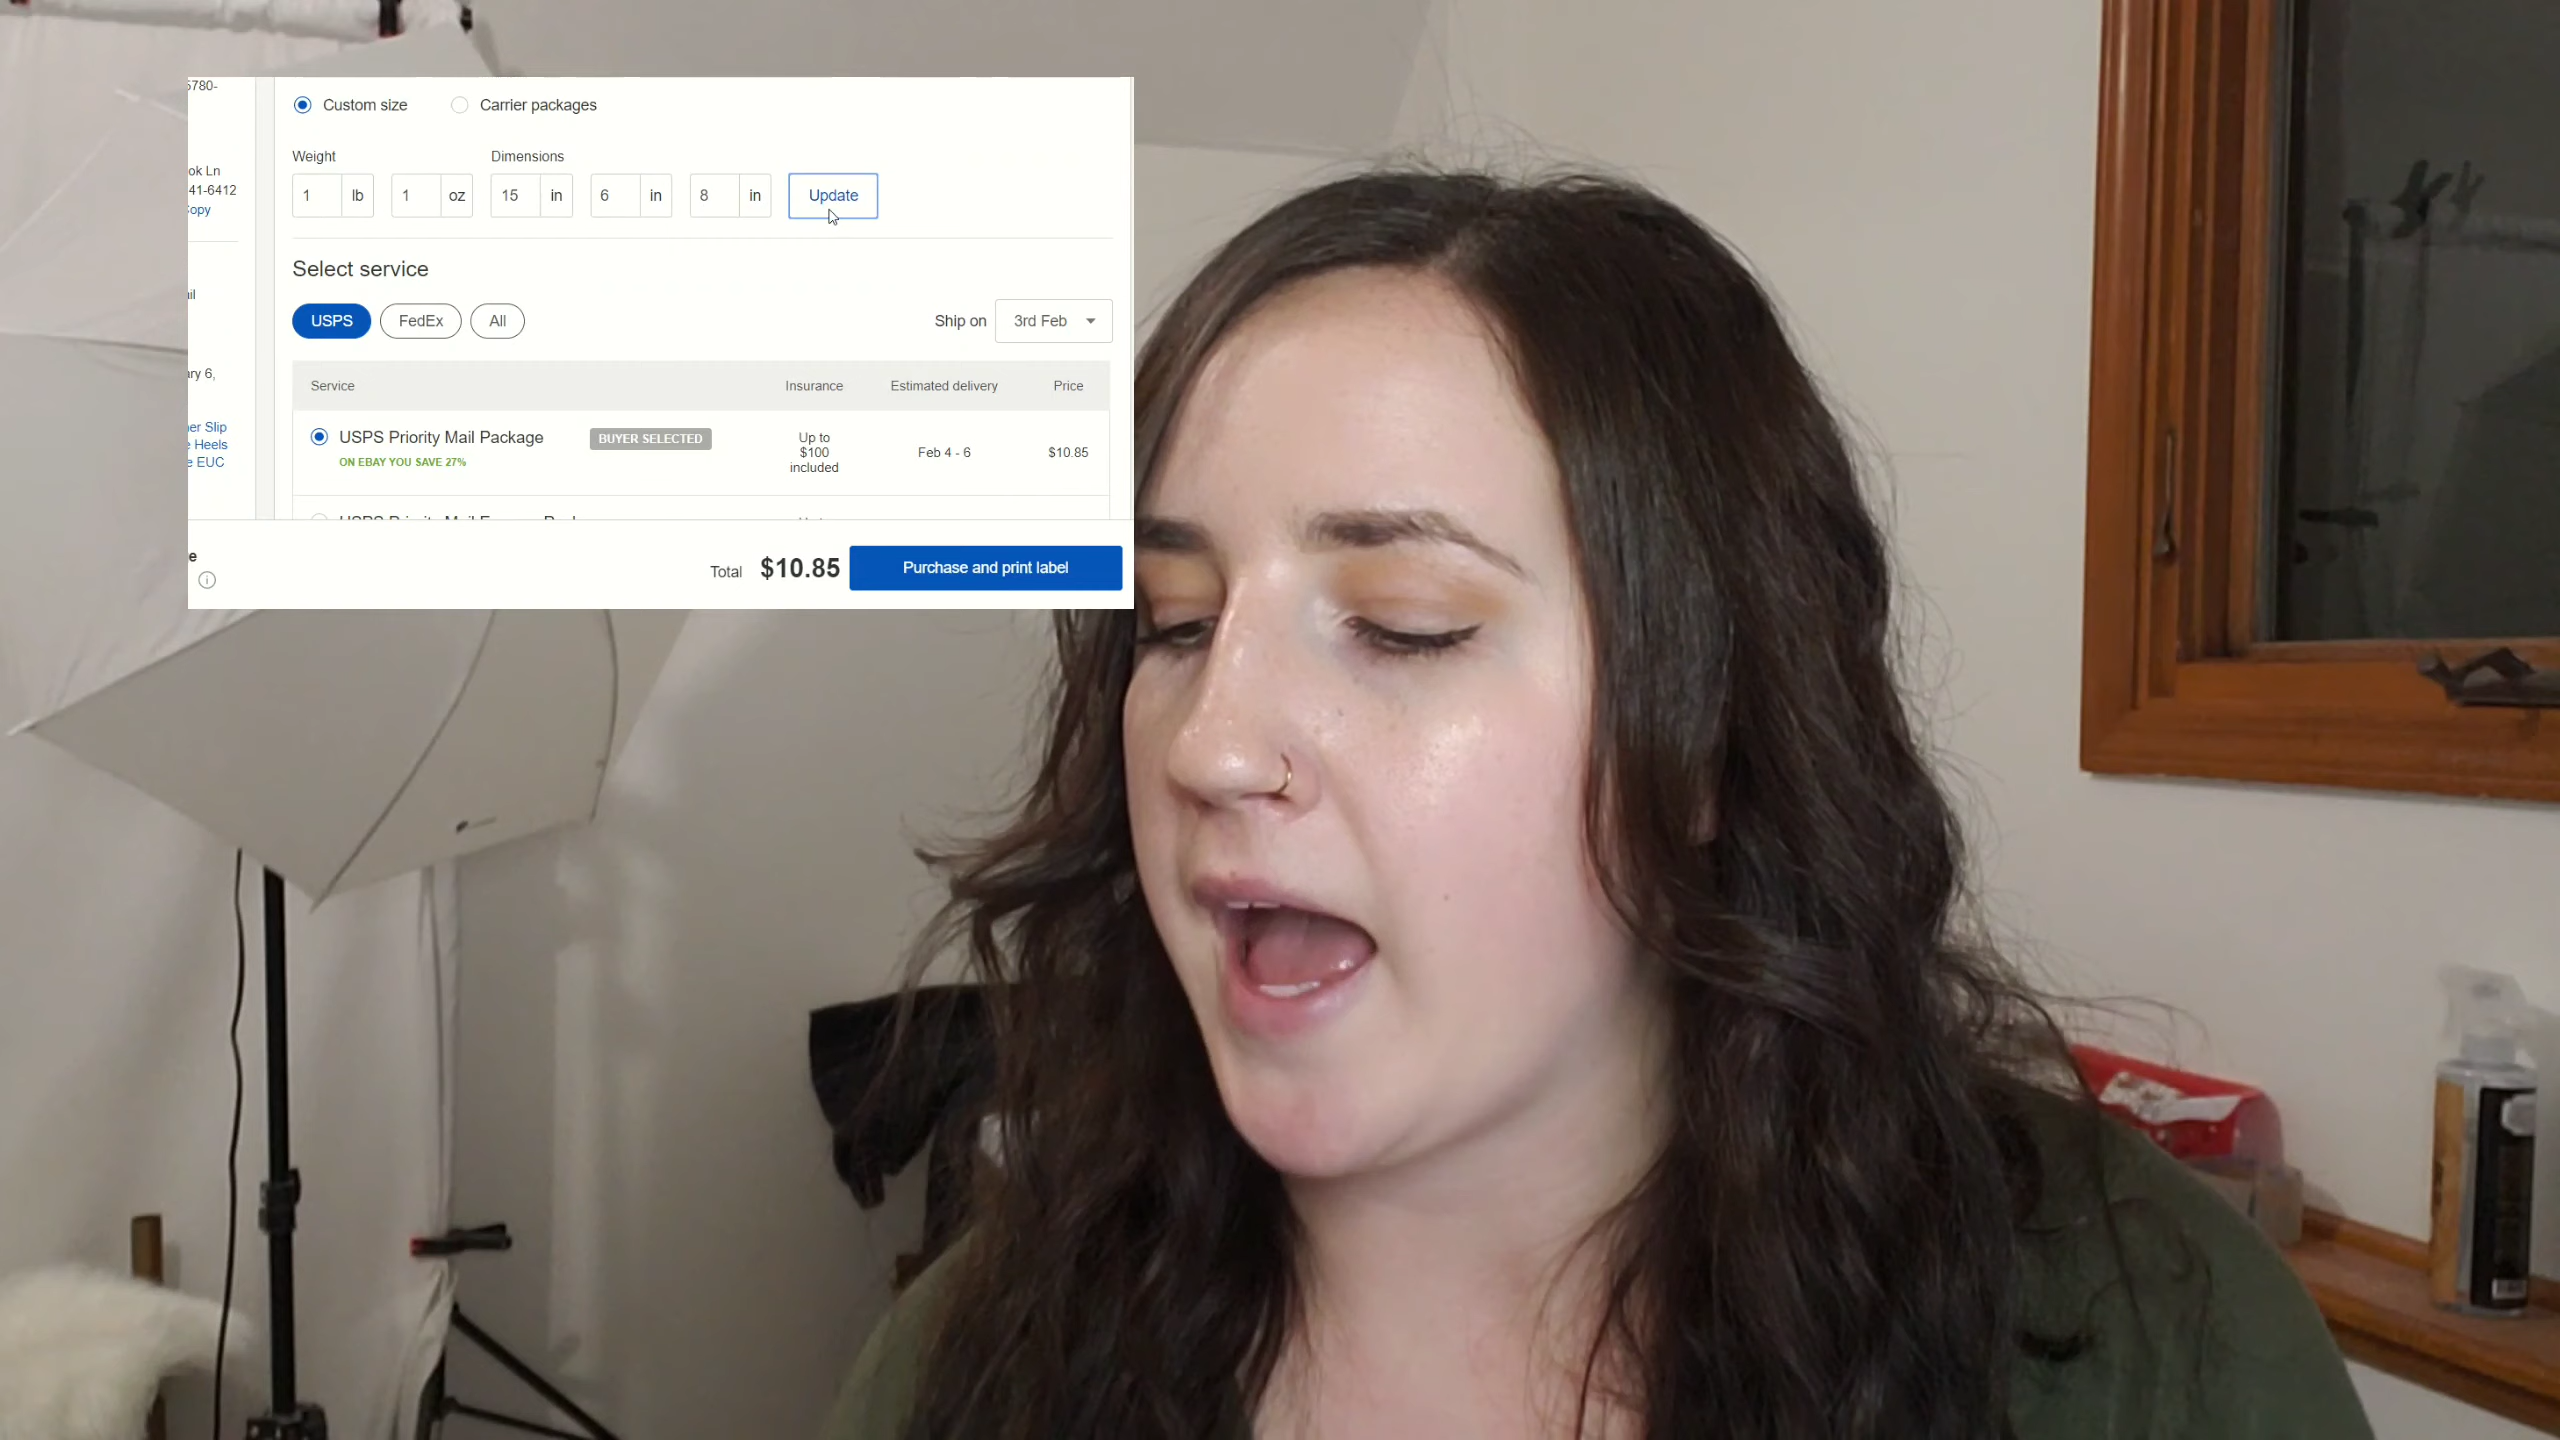 5780-
Custom size Carrier packages
Weight Dimensions
ok Ln
41-6412
1 lb 1 oz 15 in 6 in 8 in Update
opy
Select service
il
USPS FedEx All Ship on 3rd Feb
ry 6,
Service Insurance Estimated delivery Price
er Slip
USPS Priority Mail Package BUYER SELECTED Up to $100 included Feb 4 - 6 $10.85
e Heels
ON EBAY YOU SAVE 27%
e EUC
e
Total $10.85 Purchase and print label